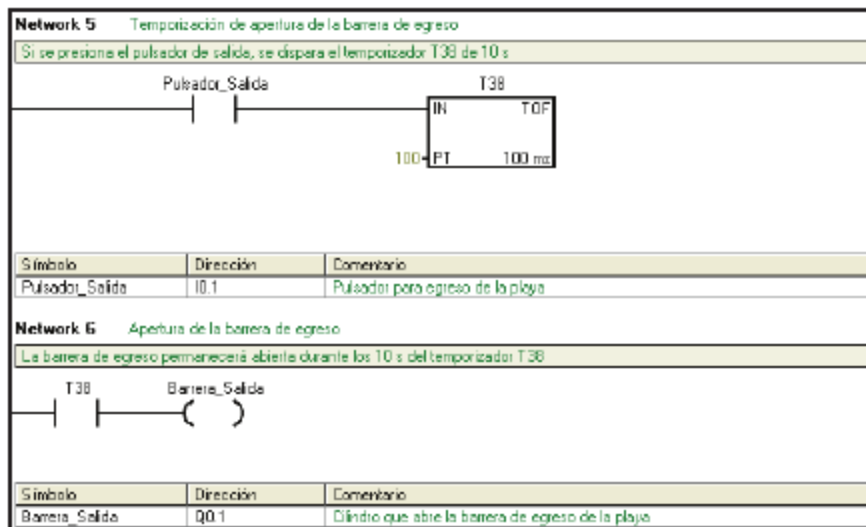 Network 5 Temporización de apertura de la barrera de egreso
Si se presiona el pulsador de salida, se dispara el temporizador T38 de 10 s
Pulsador_Salida T38
IN TOF
100 PT 100 ms
Símbolo Dirección Comentario
Pulsador_Salida I0.1 Pulsador para egreso de la playa
Network 6 Apertura de la barrera de egreso
La barrera de egreso permanecerá abierta durante los 10 s del temporizador T38
T38 Barrera_Salida
Símbolo Dirección Comentario
Barrera_Salida Q0.1 Cilindro que abre la barrera de egreso de la playa